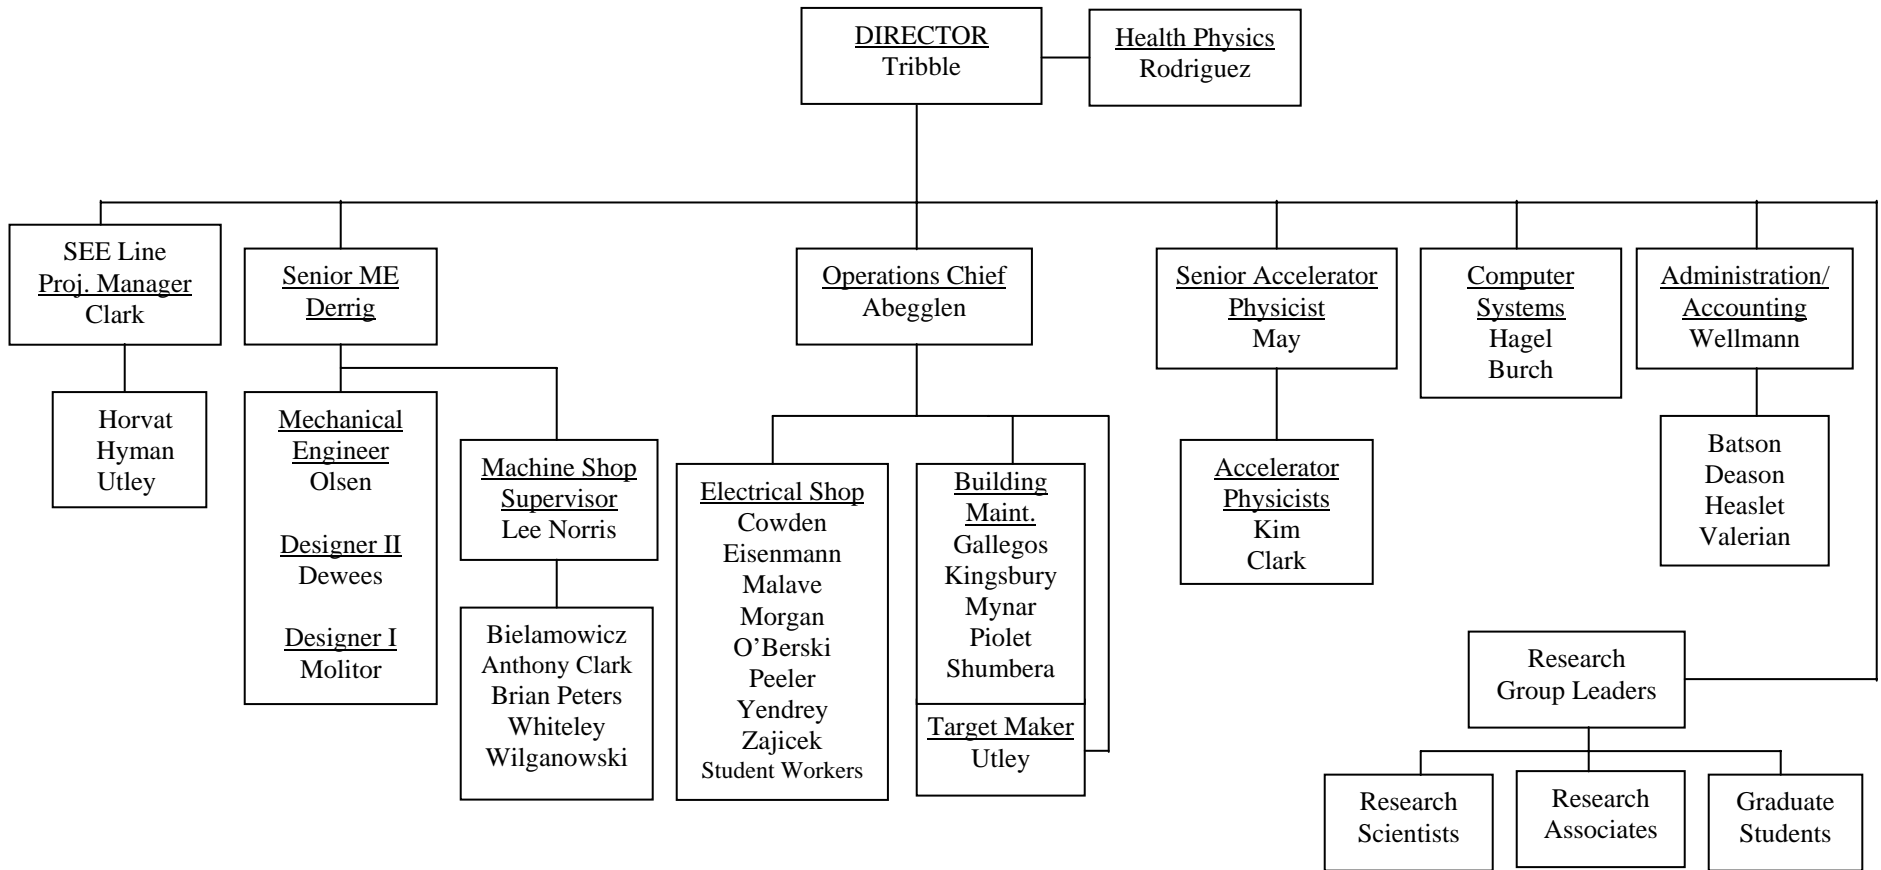 DIRECTOR
Tribble
Health Physics
Rodriguez
SEE Line
Proj. Manager
Clark
Senior ME
Derrig
Operations Chief
Abegglen
Senior Accelerator
Physicist
May
Computer
Systems
Hagel
Burch
Administration/
Accounting
Wellmann
Horvat
Hyman
Utley
Mechanical
Engineer
Olsen
Designer II
Dewees
Designer I
Molitor
Machine Shop
Supervisor
Lee Norris
Bielamowicz
Anthony Clark
Brian Peters
Whiteley
Wilganowski
Electrical Shop
Cowden
Eisenmann
Malave
Morgan
O’Berski
Peeler
Yendrey
Zajicek
Student Workers
Building
Maint.
Gallegos
Kingsbury
Mynar
Piolet
Shumbera
Target Maker
Utley
Accelerator
Physicists
Kim
Clark
Batson
Deason
Heaslet
Valerian
Research
Group Leaders
Research
Scientists
Research
Associates
Graduate
Students